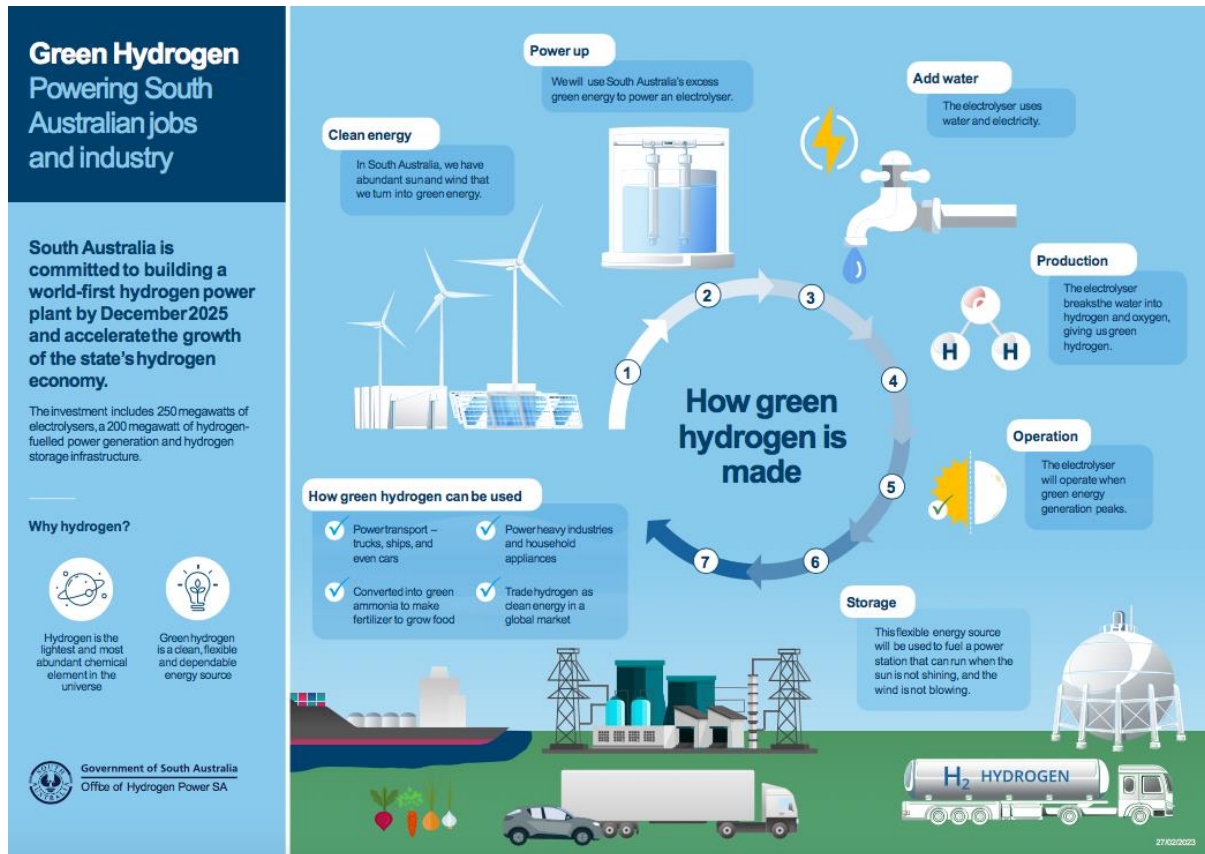 Green Hydrogen
Powering South
Australian jobs
and industry
South Australia is
committed to building a
world-first hydrogen power
plant by December 2025
and accelerate the growth
of the state's hydrogen
economy.
The investment includes 250 megawatts of
electrolysers, a 200 megawatt of hydrogen-
fuelled power generation and hydrogen
storage infrastructure.
Why hydrogen?
Hydrogen is the
lightest and most
abundant chemical
element in the
universe
Green hydrogen
is a clean, flexible
and dependable
energy source
SOUTH
AUSTRALIA
Government of South Australia
Office of Hydrogen Power SA
How green
hydrogen is
made
1
Clean energy
In South Australia, we have
abundant sun and wind that
we turn into green energy.
2
Power up
We will use South Australia's excess
green energy to power an electrolyser.
3
Add water
The electrolyser uses
water and electricity.
4
Production
The electrolyser
breaks the water into
hydrogen and oxygen,
giving us green
hydrogen.
H
H
5
Operation
The electrolyser
will operate when
green energy
generation peaks.
6
Storage
This flexible energy source
will be used to fuel a power
station that can run when the
sun is not shining, and the
wind is not blowing.
7
How green hydrogen can be used
Power transport –
trucks, ships, and
even cars
Power heavy industries
and household
appliances
Converted into green
ammonia to make
fertilizer to grow food
Trade hydrogen as
clean energy in a
global market
H2 HYDROGEN
27/02/2023